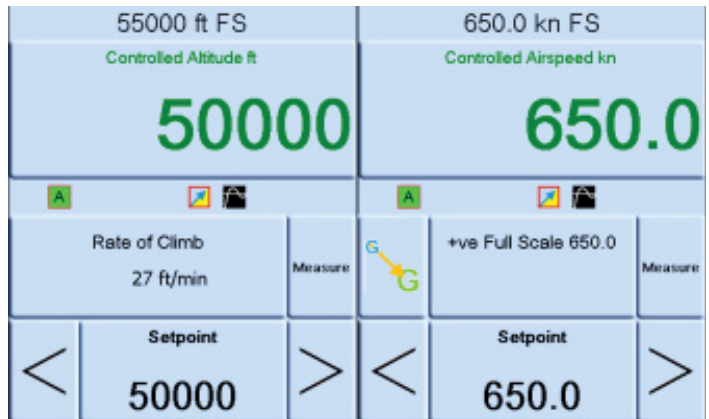 55000 ft FS
Controlled Altitude ft
50000
A
Rate of Climb
27 ft/min
Measure
<
Setpoint
50000
>
650.0 kn FS
Controlled Airspeed kn
650.0
A
G
G
+ve Full Scale 650.0
Measure
<
Setpoint
650.0
>